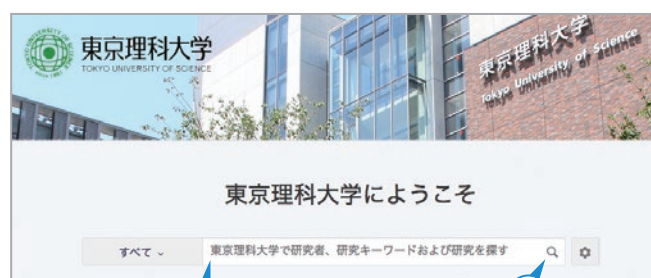 東京理科大学
TOKYO UNIVERSITY OF SCIENCE
東京理科大学
Tokyo University of Science
東京理科大学にようこそ
すべて
東京理科大学で研究者、研究キーワードおよび研究を探す